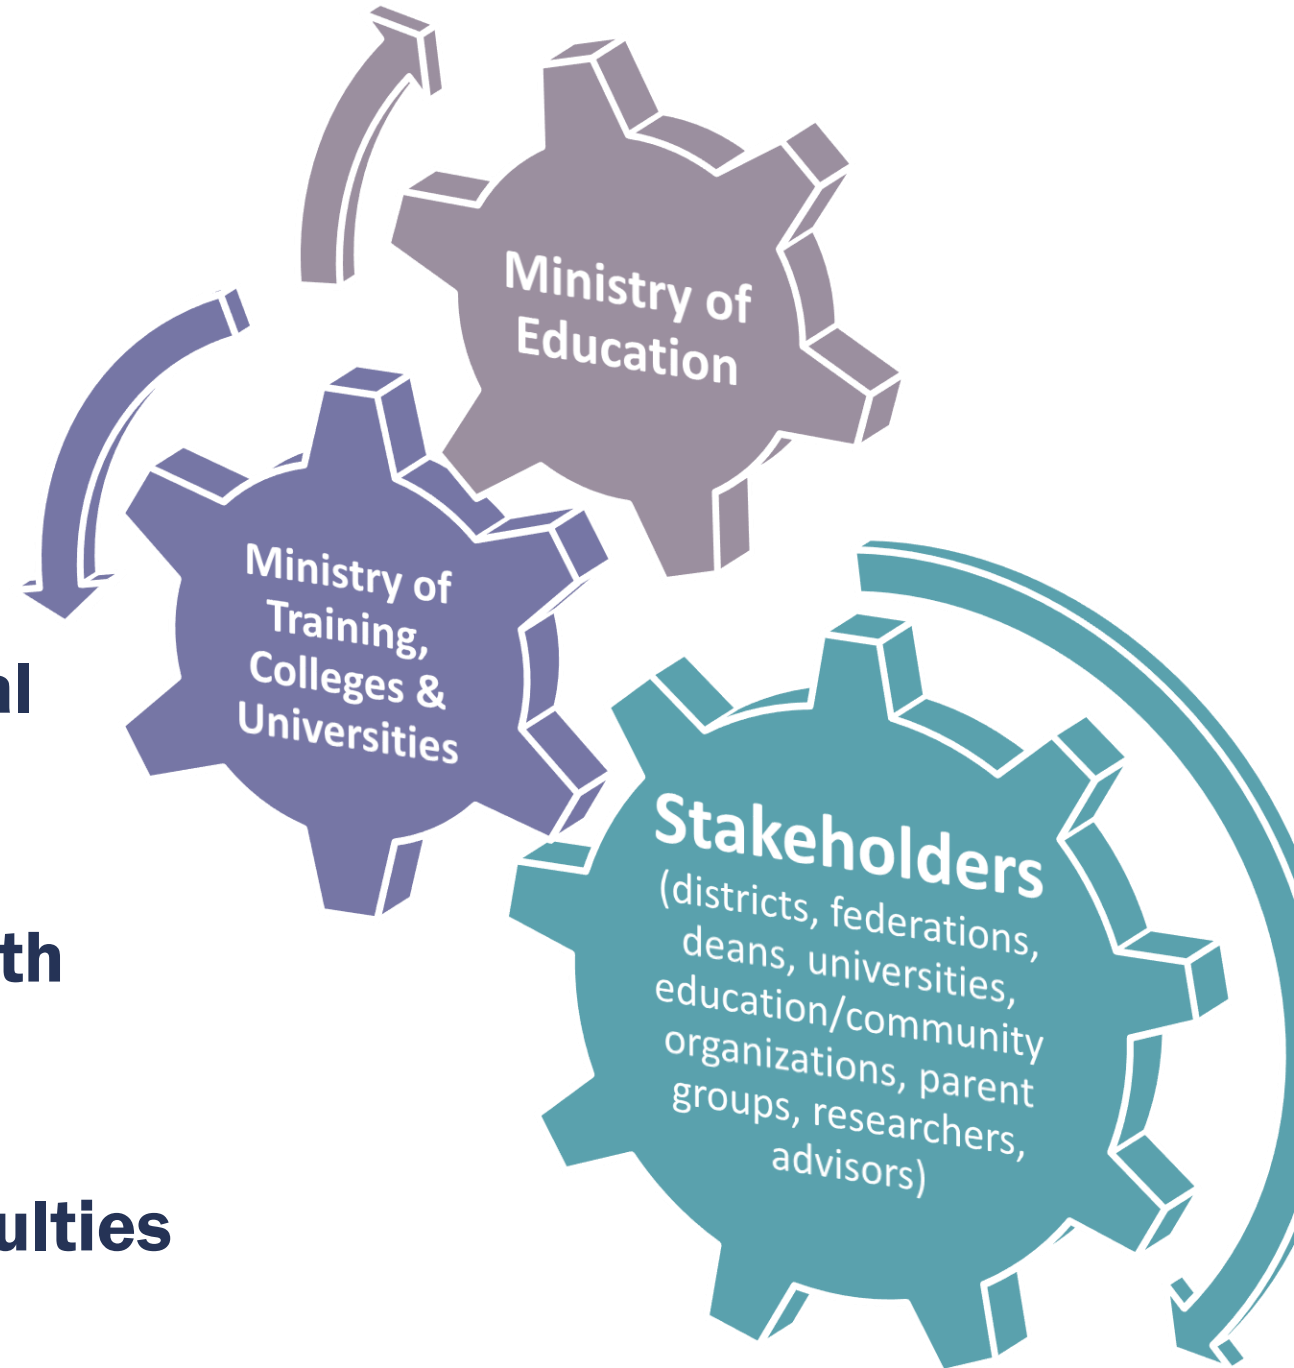 Ministry of
Education
Ministry of
Training,
Colleges &
Universities
Stakeholders
(districts, federations,
deans, universities,
education/community
organizations, parent
groups, researchers,
advisors)
al
th
ulties